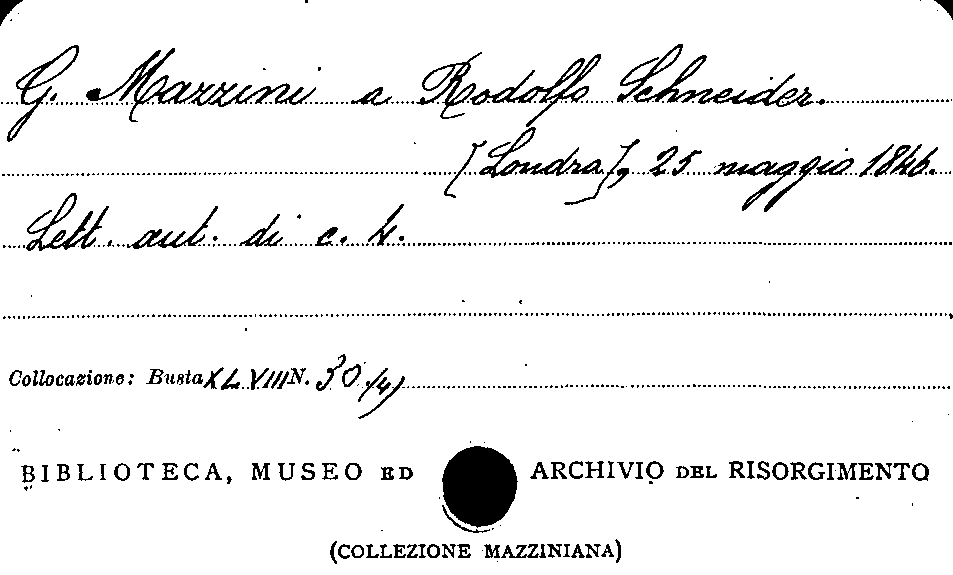 G. Mazzini a Rodolfo Schneider.
[Londra], 25 maggio 1846.
Lett. aut. di c. 4.
Collocazione: Busta XLVIII N. 30 (4)
BIBLIOTECA, MUSEO ED ARCHIVIO DEL RISORGIMENTO
(COLLEZIONE MAZZINIANA)